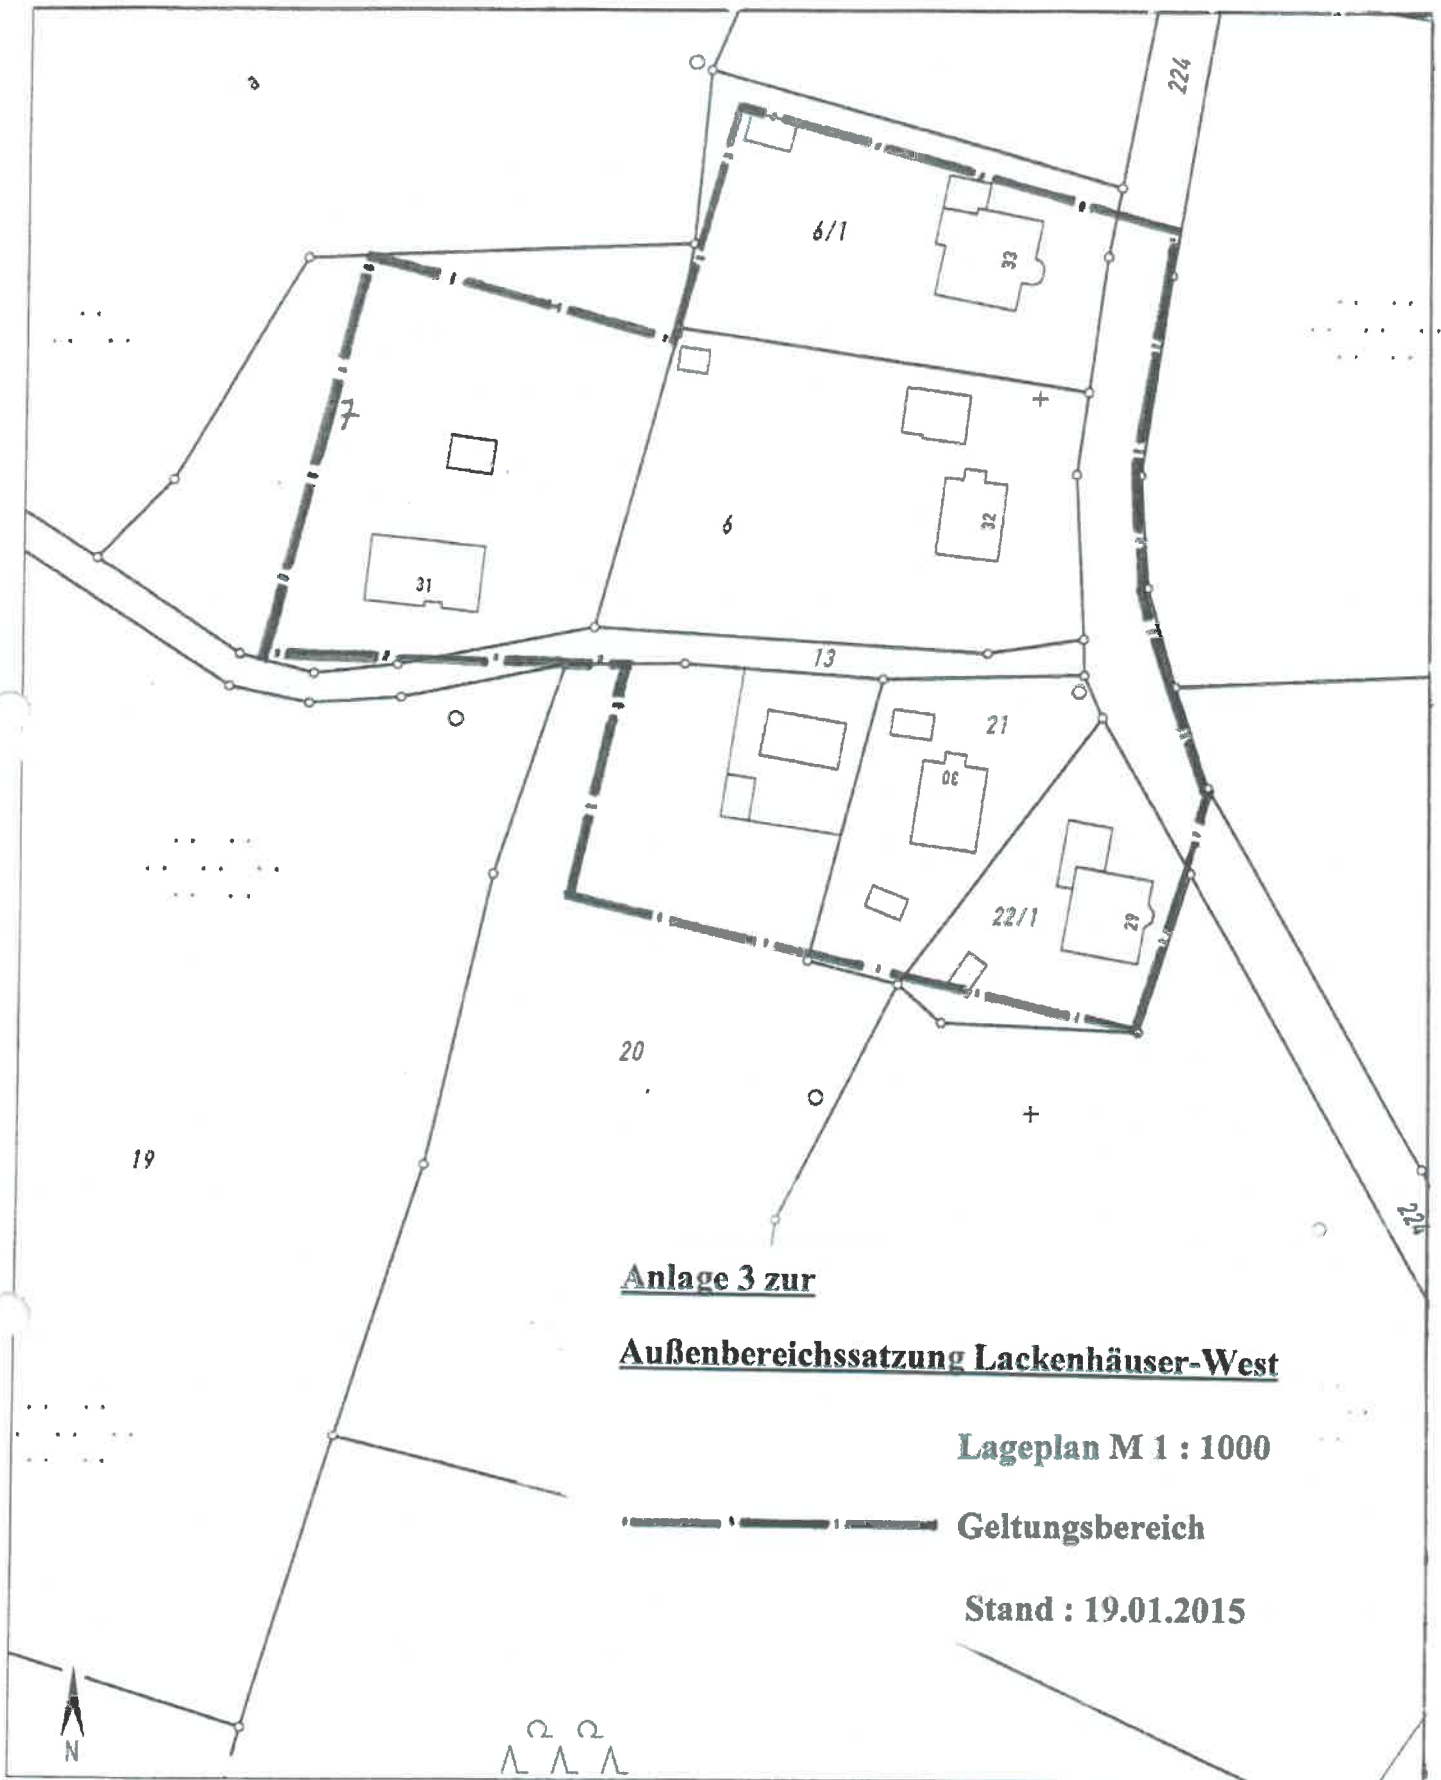 224
6/1
33
7
6
32
31
13
21
30
22/1
29
20
19
224
Anlage 3 zur
Außenbereichssatzung Lackenhäuser-West
Lageplan M 1 : 1000
Geltungsbereich
Stand : 19.01.2015
N